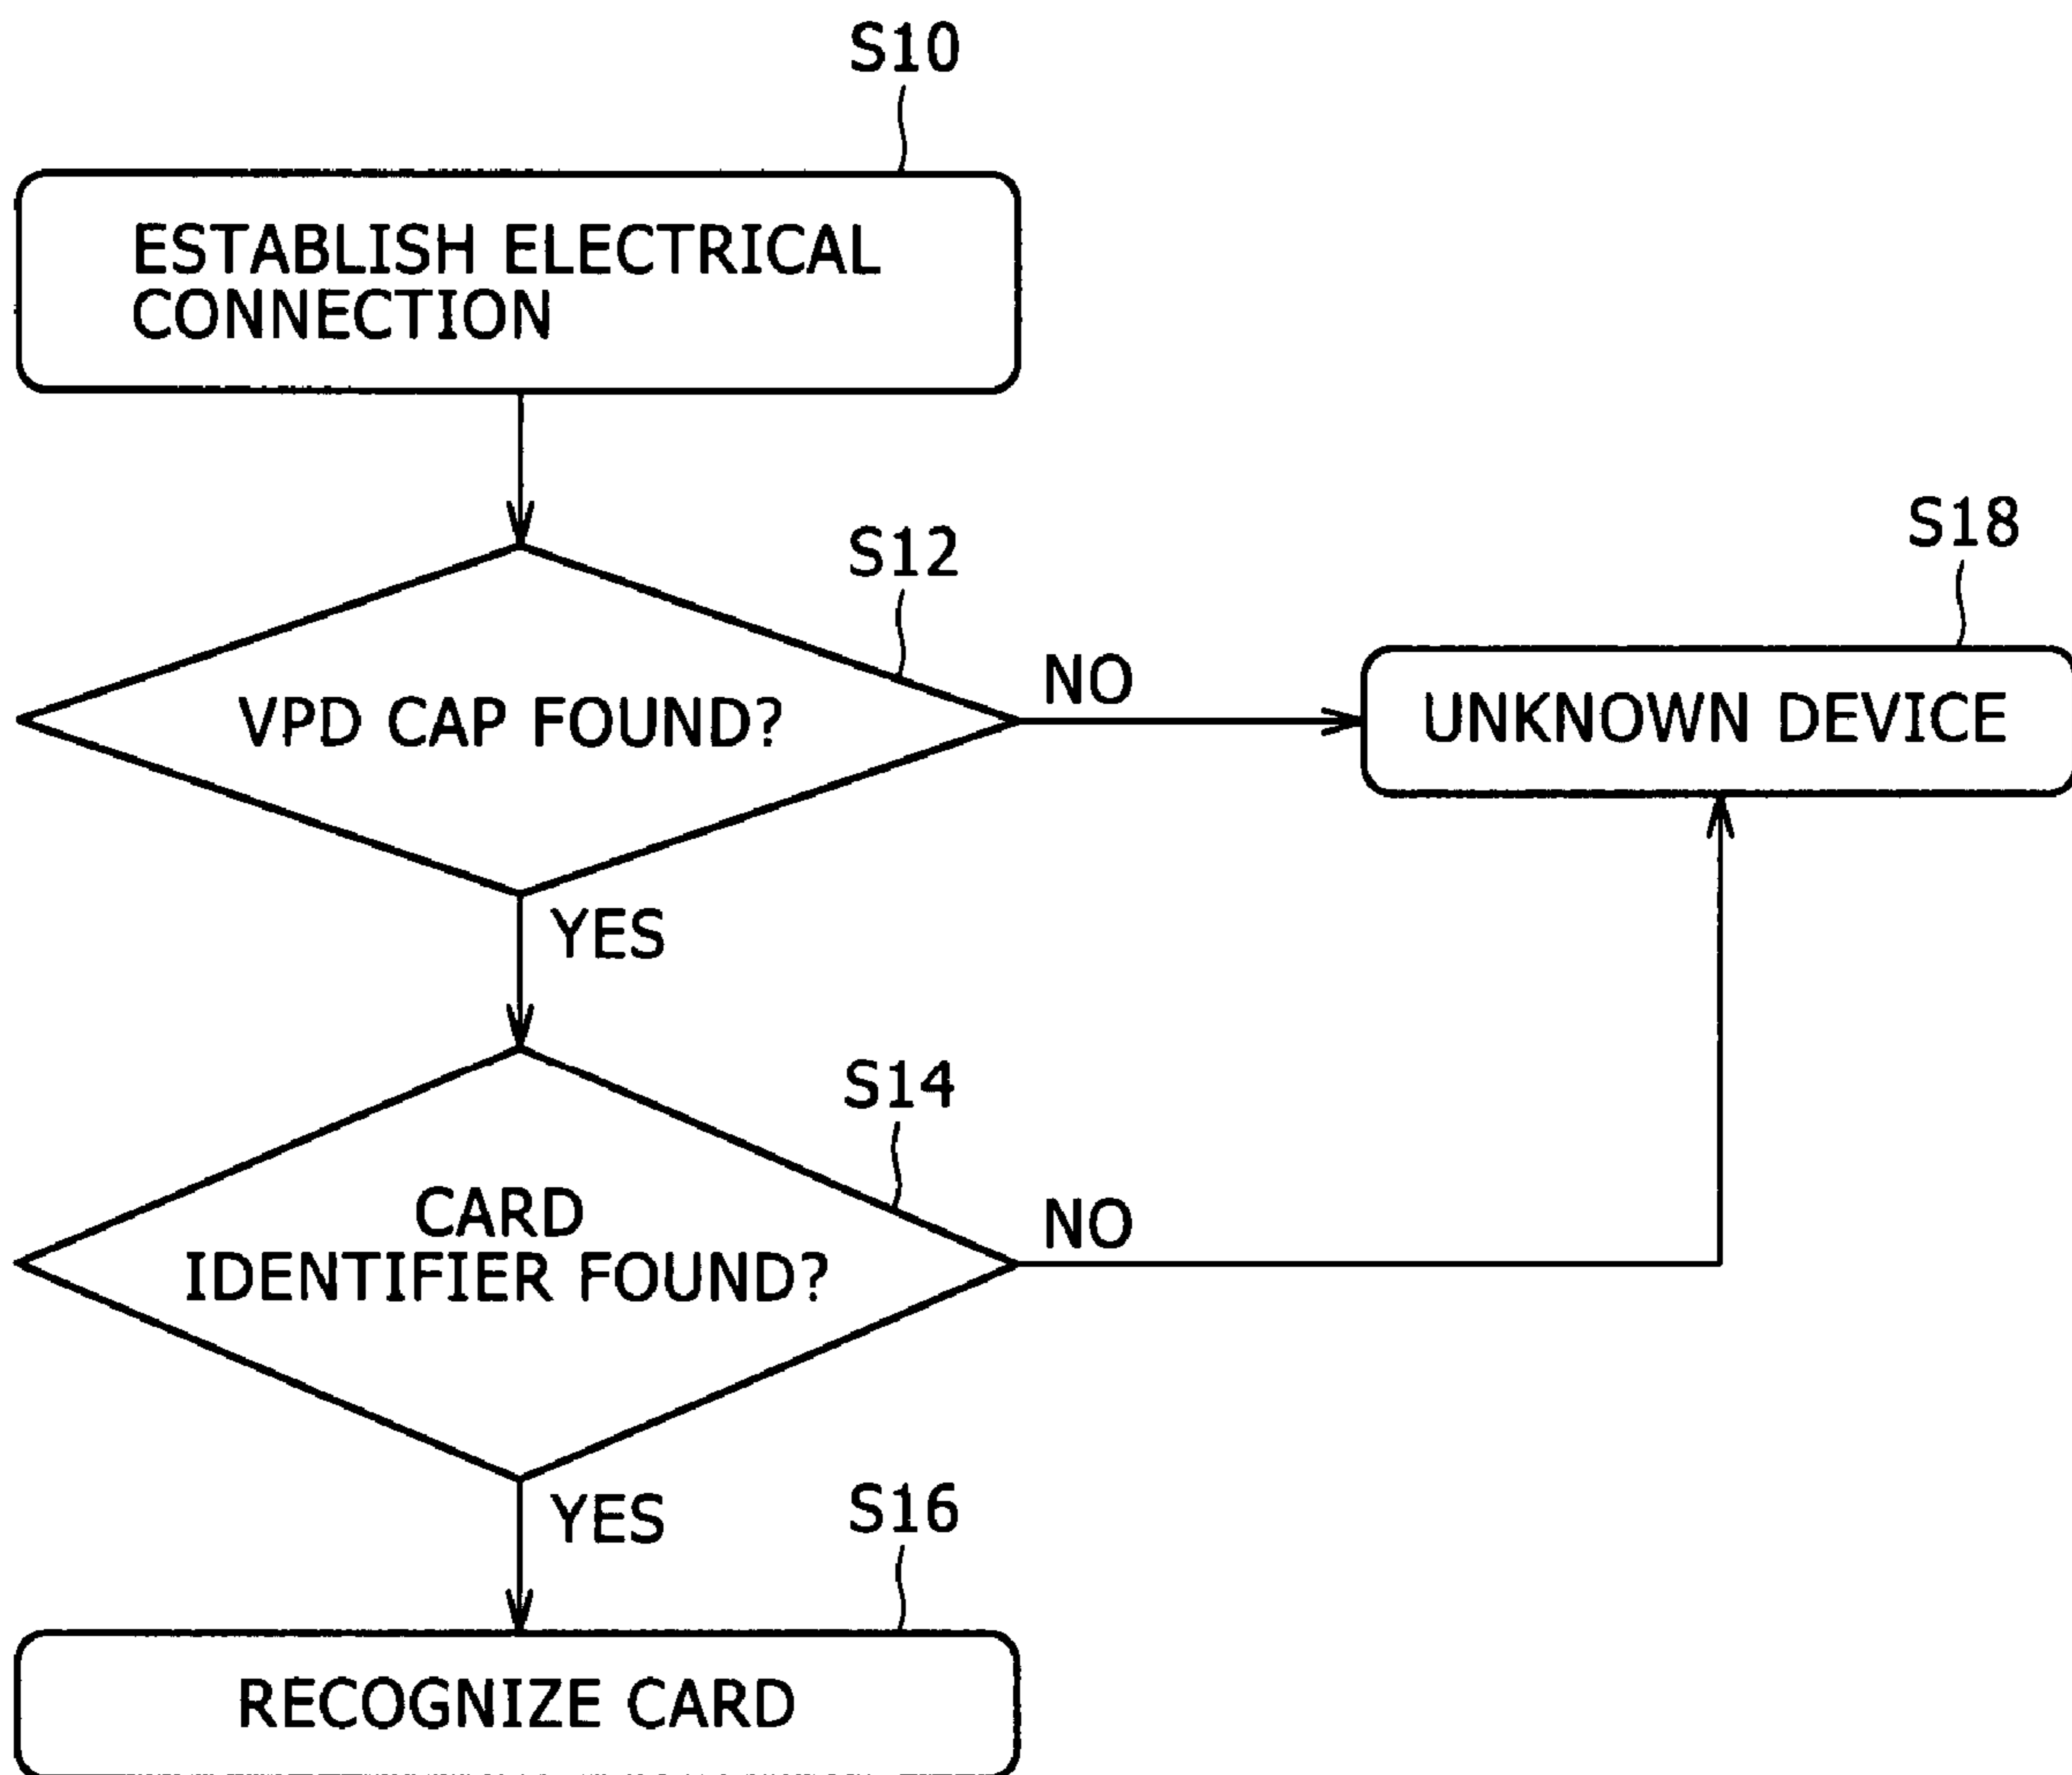 S10
ESTABLISH ELECTRICAL
CONNECTION
S12
VPD CAP FOUND?
NO
S18
UNKNOWN DEVICE
YES
S14
CARD
IDENTIFIER FOUND?
NO
YES
S16
RECOGNIZE CARD